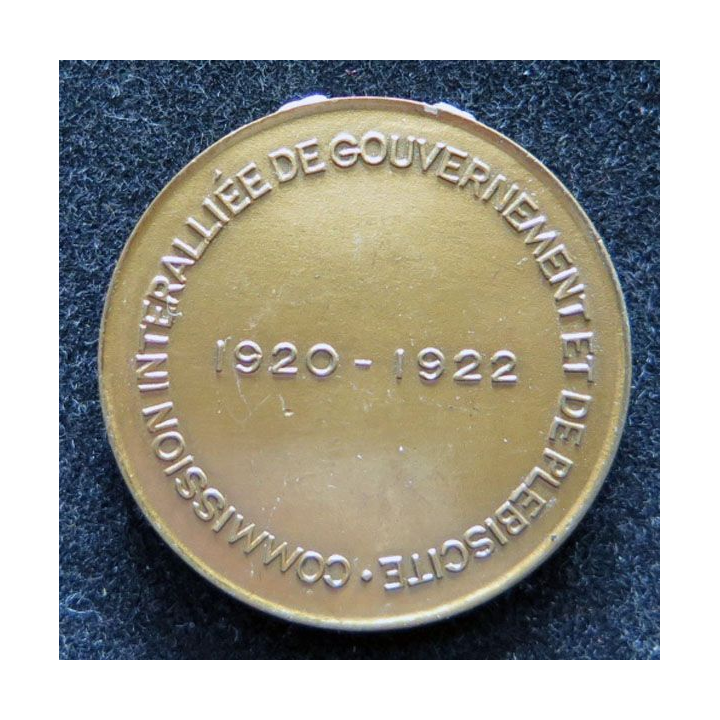 COMMISSION INTERALLIÉE DE GOUVERNEMENT ET DE PLEBISCITE •
1920 - 1922